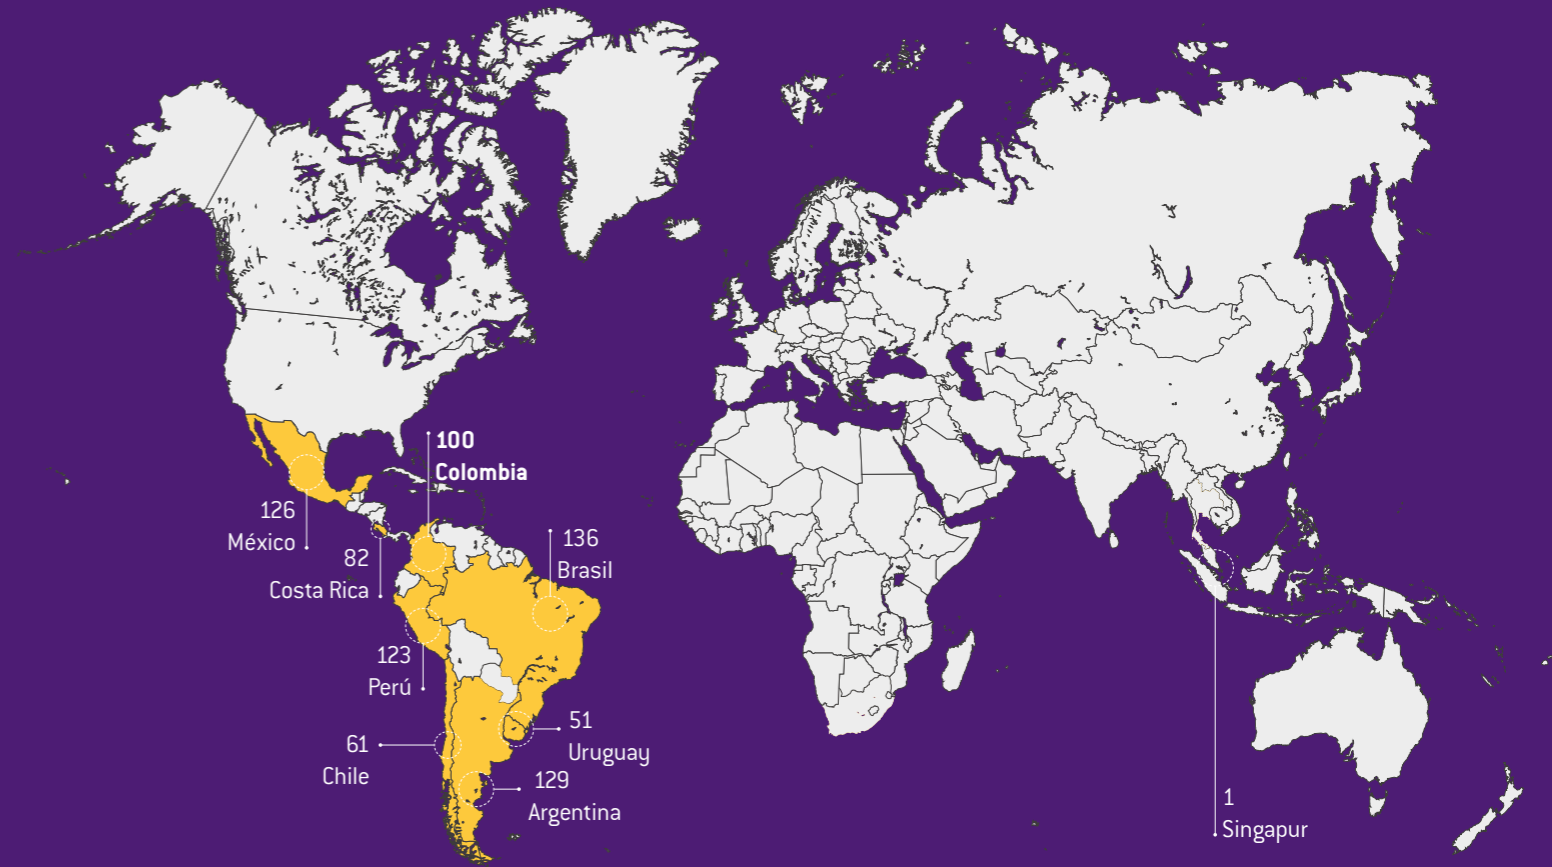 100
Colombia
126
México
136
Brasil
82
Costa Rica
123
Perú
51
Uruguay
61
Chile
129
Argentina
1
Singapur